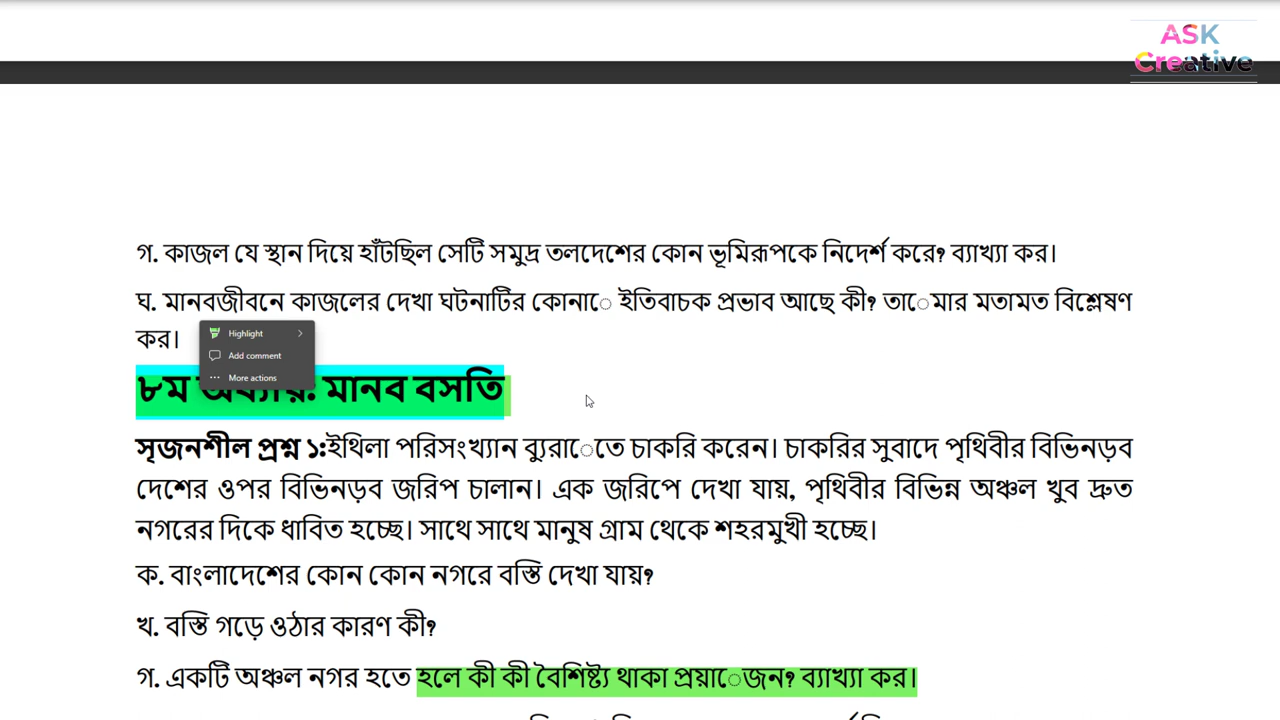 ASK
Creative
গ. কাজল যে স্থান দিয়ে হাঁটছিল সেটি সমুদ্র তলদেশের কোন ভূমিরূপকে নিদের্শ করে? ব্যাখ্যা কর।
ঘ. মানবজীবনে কাজলের দেখা ঘটনাটির কোনাে ইতিবাচক প্রভাব আছে কী? তােমার মতামত বিশ্লেষণ
কর।
Highlight
Add comment
More actions
৮ম অধ্যায়: মানব বসতি
সৃজনশীল প্রশ্ন ১:ইথিলা পরিসংখ্যান ব্যুরােতে চাকরি করেন। চাকরির সুবাদে পৃথিবীর বিভিনড়ব
দেশের ওপর বিভিনড়ব জরিপ চালান। এক জরিপে দেখা যায়, পৃথিবীর বিভিন্ন অঞ্চল খুব দ্রুত
নগরের দিকে ধাবিত হচ্ছে। সাথে সাথে মানুষ গ্রাম থেকে শহরমুখী হচ্ছে।
ক. বাংলাদেশের কোন কোন নগরে বস্তি দেখা যায়?
খ. বস্তি গড়ে ওঠার কারণ কী?
গ. একটি অঞ্চল নগর হতে হলে কী কী বৈশিষ্ট্য থাকা প্রয়ােজন? ব্যাখ্যা কর।